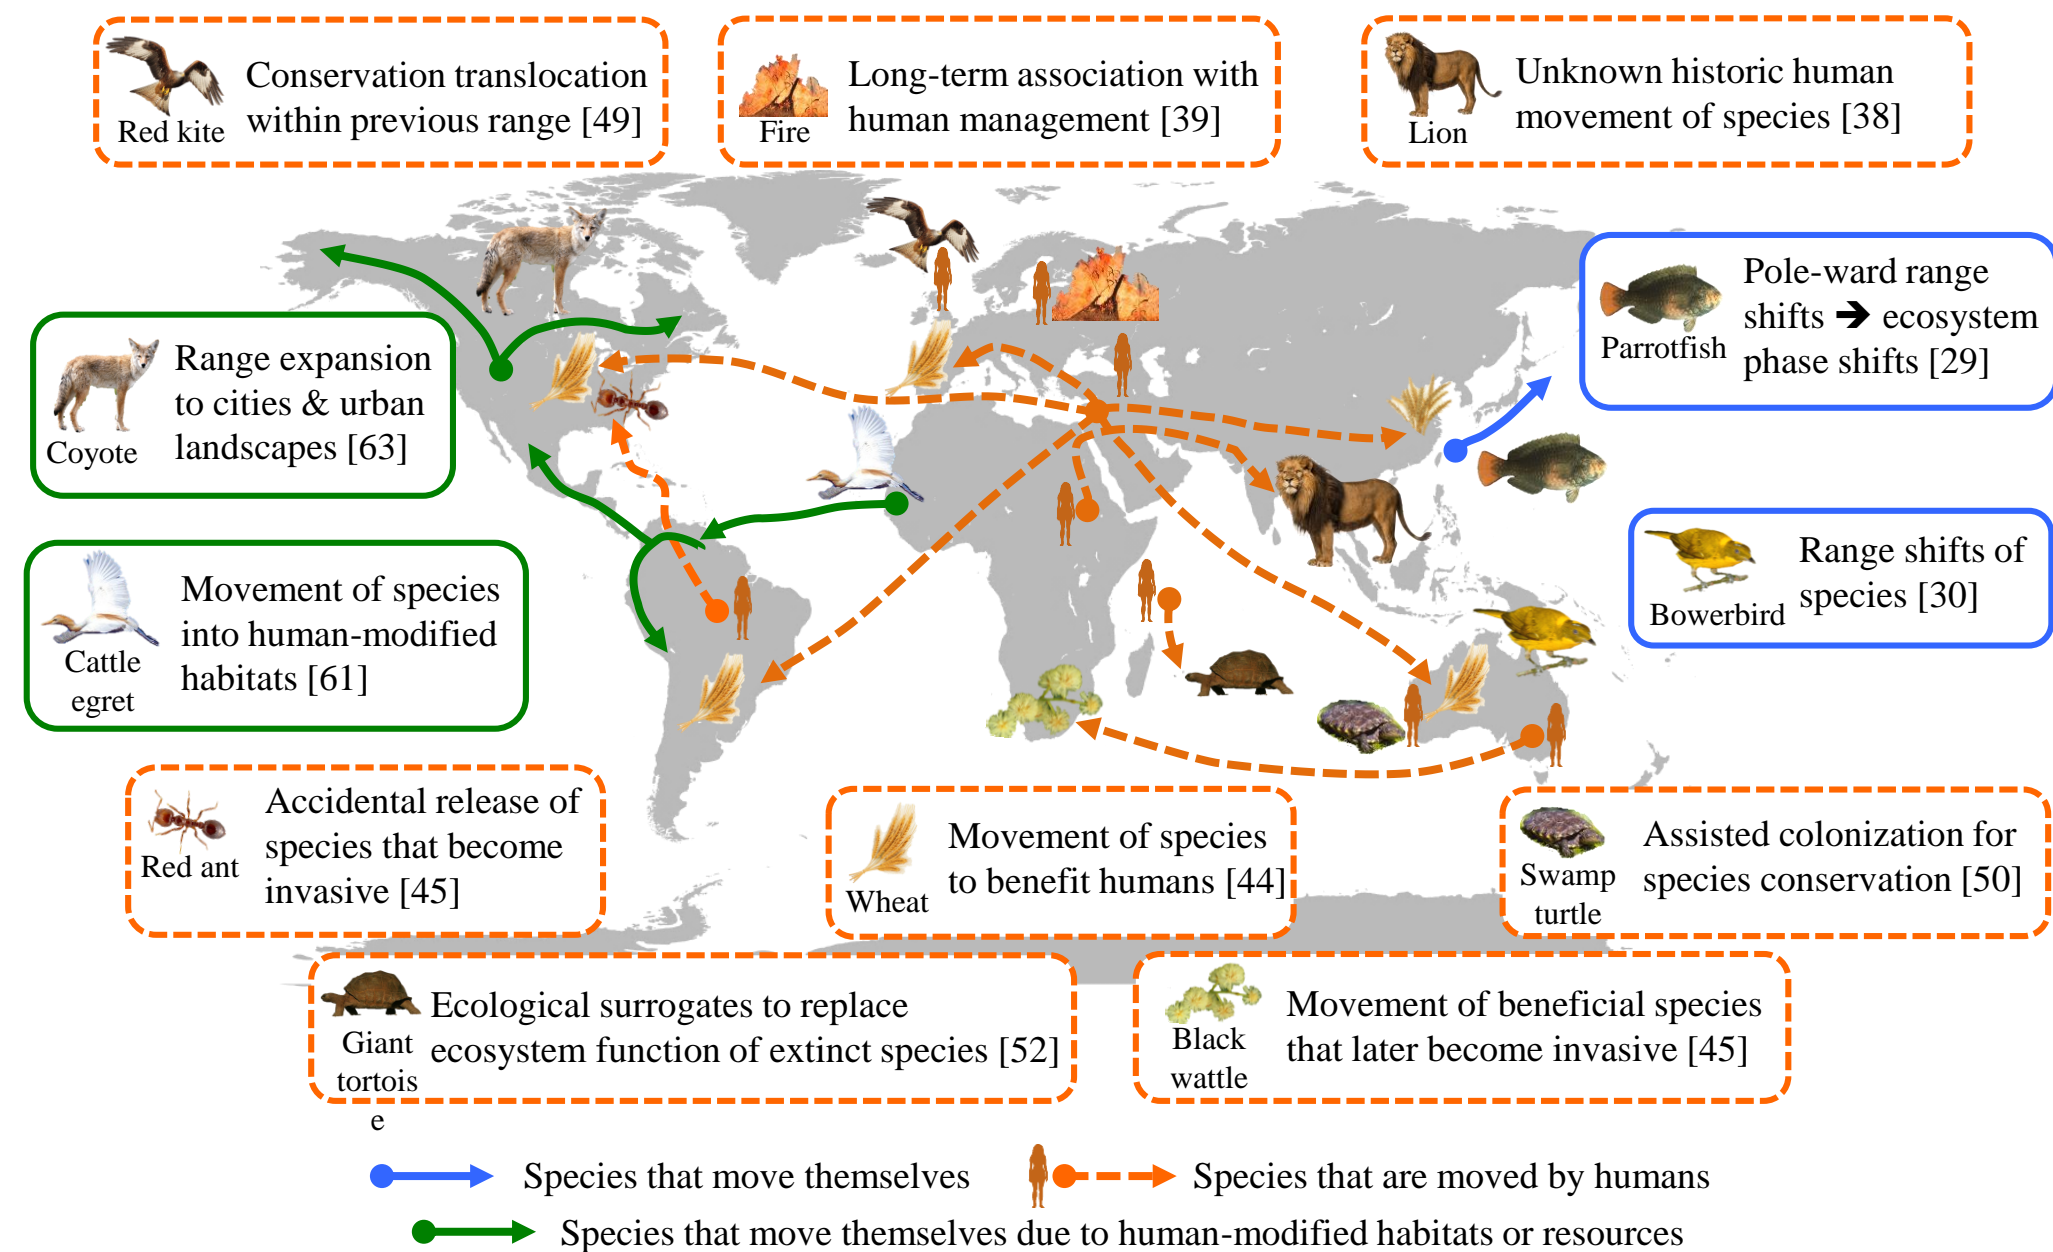 Red kite
Conservation translocation
within previous range [49]
Fire
Long-term association with
human management [39]
Lion
Unknown historic human
movement of species [38]
Coyote
Range expansion
to cities & urban
landscapes [63]
Parrotfish
Pole-ward range
shifts ➔ ecosystem
phase shifts [29]
Cattle
egret
Movement of species
into human-modified
habitats [61]
Bowerbird
Range shifts of
species [30]
Red ant
Accidental release of
species that become
invasive [45]
Wheat
Movement of species
to benefit humans [44]
Swamp
turtle
Assisted colonization for
species conservation [50]
Giant
tortois
e
Ecological surrogates to replace
ecosystem function of extinct species [52]
Black
wattle
Movement of beneficial species
that later become invasive [45]
Species that move themselves
Species that are moved by humans
Species that move themselves due to human-modified habitats or resources